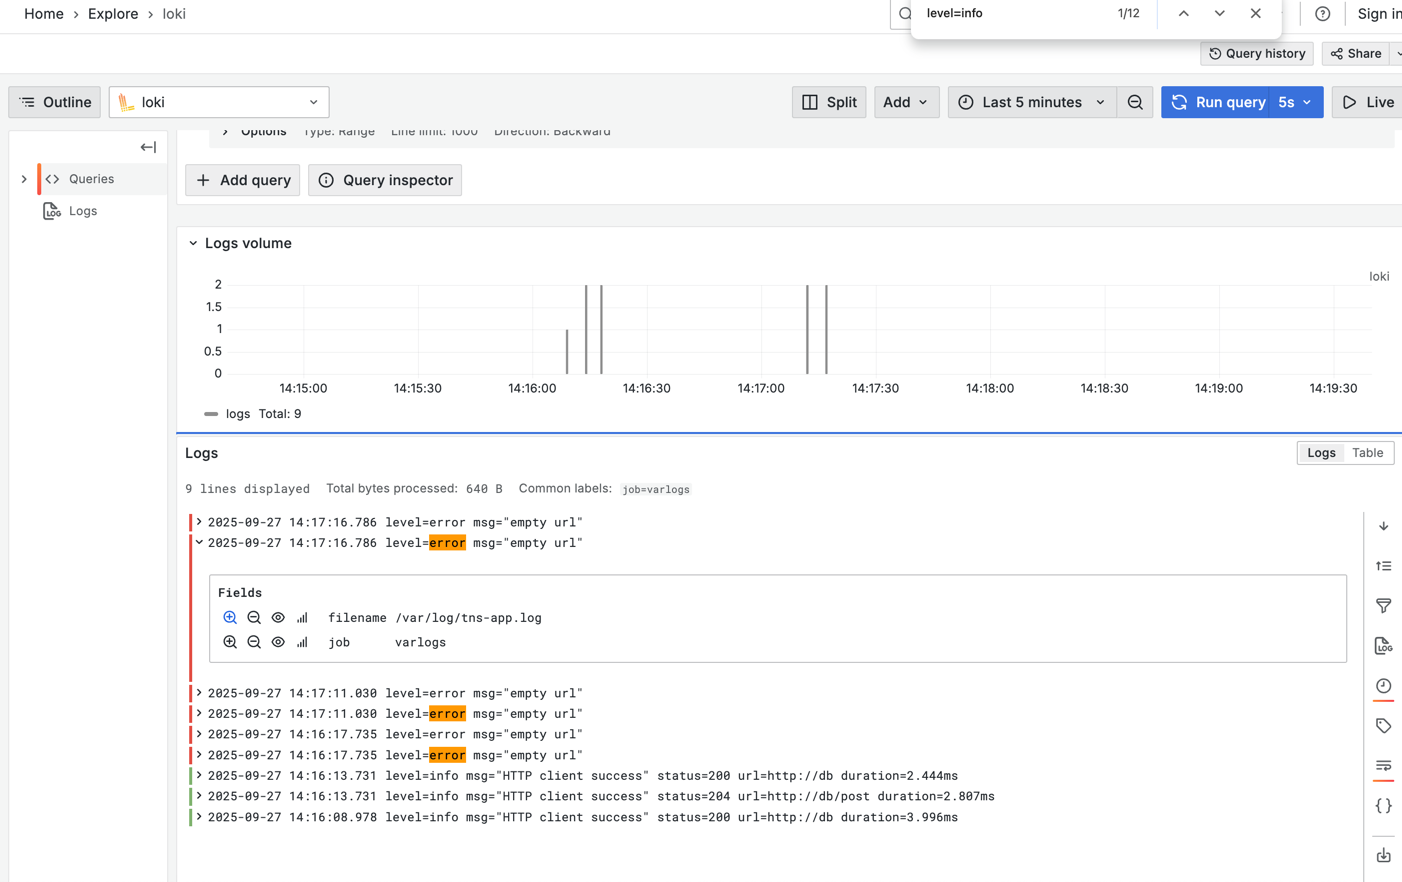 Home › Explore › loki
level=info 1/12
Sign in
Query history Share
Outline loki Split Add Last 5 minutes Run query 5s Live
Options Type: Range Line limit: 1000 Direction: Backward
Queries
Logs
Add query Query inspector
Logs volume
loki
2
1.5
1
0.5
0
14:15:00 14:15:30 14:16:00 14:16:30 14:17:00 14:17:30 14:18:00 14:18:30 14:19:00 14:19:30
logs Total: 9
Logs
Logs Table
9 lines displayed Total bytes processed: 640 B Common labels: job=varlogs
2025-09-27 14:17:16.786 level=error msg="empty url"
2025-09-27 14:17:16.786 level=error msg="empty url"
Fields
filename /var/log/tns-app.log
job varlogs
2025-09-27 14:17:11.030 level=error msg="empty url"
2025-09-27 14:17:11.030 level=error msg="empty url"
2025-09-27 14:16:17.735 level=error msg="empty url"
2025-09-27 14:16:17.735 level=error msg="empty url"
2025-09-27 14:16:13.731 level=info msg="HTTP client success" status=200 url=http://db duration=2.444ms
2025-09-27 14:16:13.731 level=info msg="HTTP client success" status=204 url=http://db/post duration=2.807ms
2025-09-27 14:16:08.978 level=info msg="HTTP client success" status=200 url=http://db duration=3.996ms
LOG
LOG